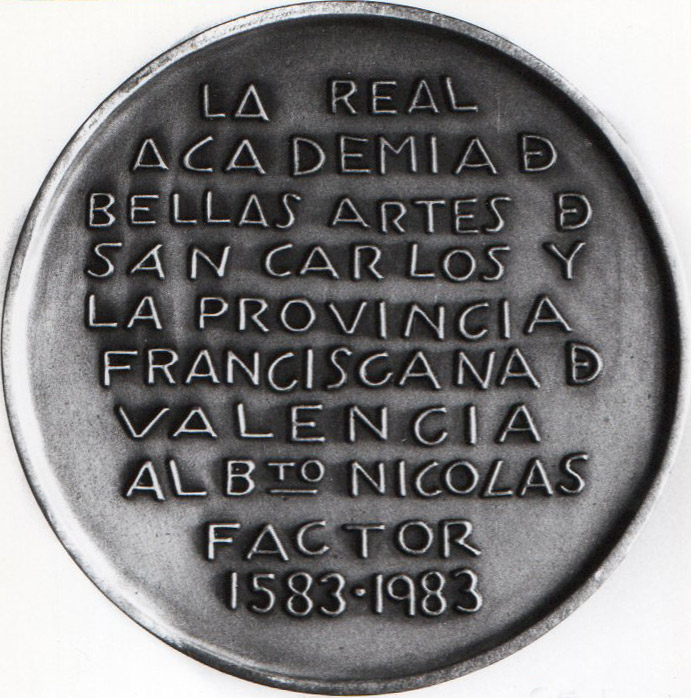 LA REAL
ACADEMIA Đ
BELLAS ARTES Đ
SAN CARLOS Y
LA PROVINCIA
FRANCISCANA Đ
VALENCIA
AL BTO NICOLAS
FACTOR
1583·1983